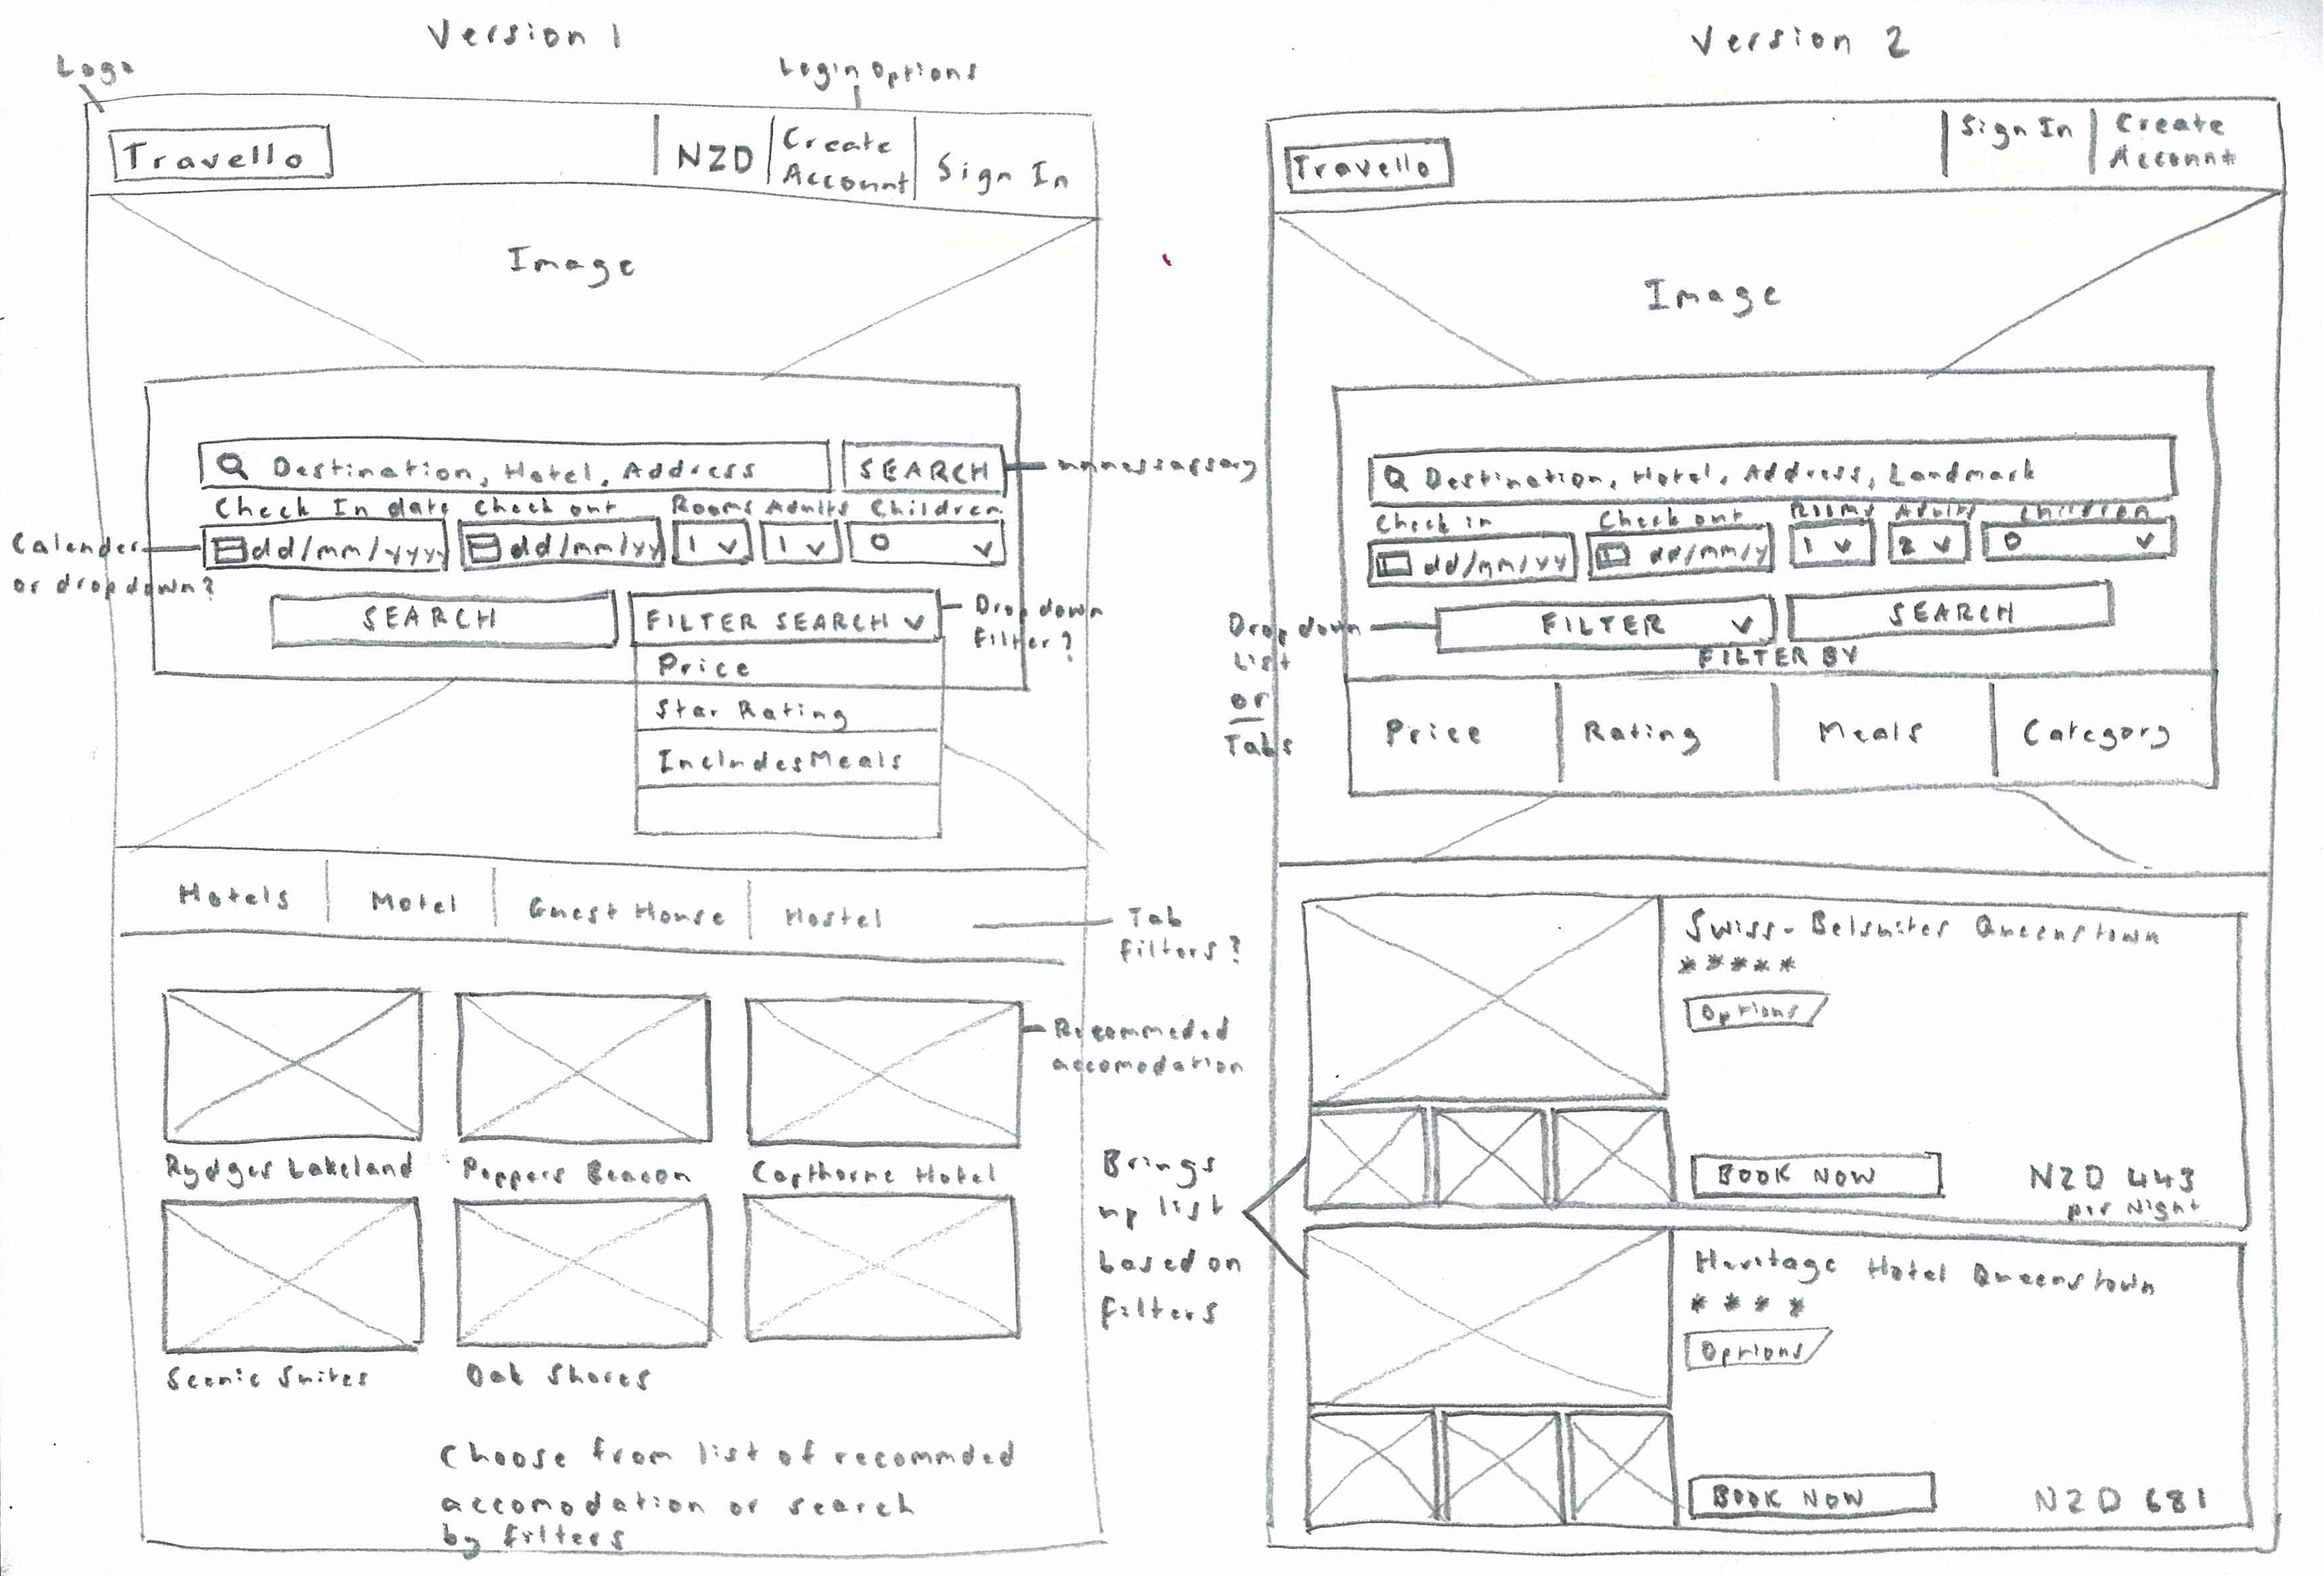 Version 1
Logo
Login Options
Travello
NZD
Create
Account
Sign In
Image
Destination, Hotel, Address
SEARCH
unnessarsary
Check In date
Check out
Rooms
Adults
Children
Calender
or dropdown?
dd/mm/yyyy
dd/mm/yy
1
1
0
SEARCH
FILTER SEARCH
Drop down
filter?
Price
Star Rating
Includes Meals
Hotels
Motel
Guest House
Hostel
Tab
filters?
Recommeded
accomodation
Rydges Lakeland
Peppers Beacon
Copthorne Hotel
Scenic Suites
Oak Shores
Choose from list of recommded
accomodation or search
by filters
Version 2
Travello
Sign In
Create
Account
Image
Destination, Hotel, Address, Landmark
Check in
Check out
Rooms
Adults
Children
dd/mm/yy
dd/mm/y
1
2
0
Drop down
List
or
Tabs
FILTER
SEARCH
FILTER BY
Price
Rating
Meals
Category
Brings
up list
based on
filters
Swiss-Belsuites Queenstown
*****
Options
BOOK NOW
NZD 443
per Night
Heritage Hotel Queenstown
****
Options
BOOK NOW
NZD 681